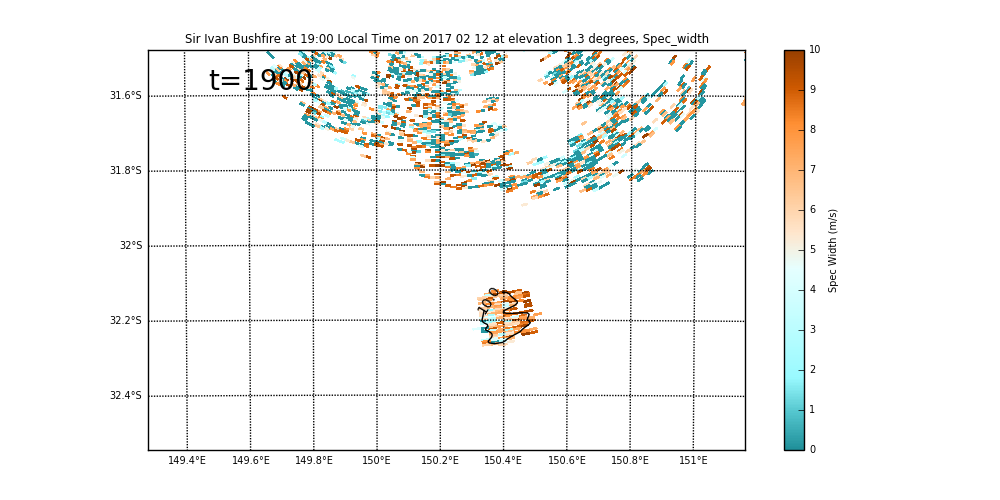 Sir Ivan Bushfire at 19:00 Local Time on 2017 02 12 at elevation 1.3 degrees, Spec_width
t=1900
31.6°S
31.8°S
32°S
32.2°S
32.4°S
149.4°E 149.6°E 149.8°E 150°E 150.2°E 150.4°E 150.6°E 150.8°E 151°E
10
9
8
7
6
5
4
3
2
1
0
Spec Width (m/s)